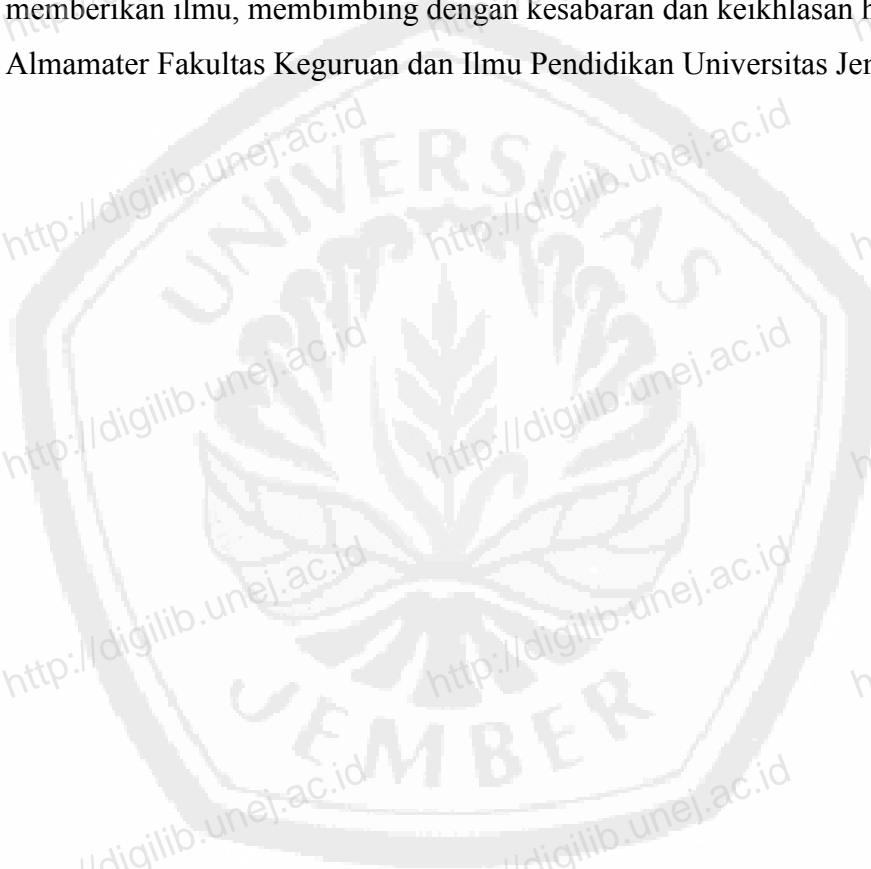 memberikan ilmu, membimbing dengan kesabaran dan keikhlasan
Almamater Fakultas Keguruan dan Ilmu Pendidikan Universitas
UNIVERSITAS
http://digilib.unej.ac.id
http://digilib.unej.ac.id
http://digilib.unej.ac.id
http://digilib.unej.ac.id
http://digilib.unej.ac.id
http://digilib.unej.ac.id
JEMBER
//digilib.unej.ac.id
//digilib.unej.ac.id